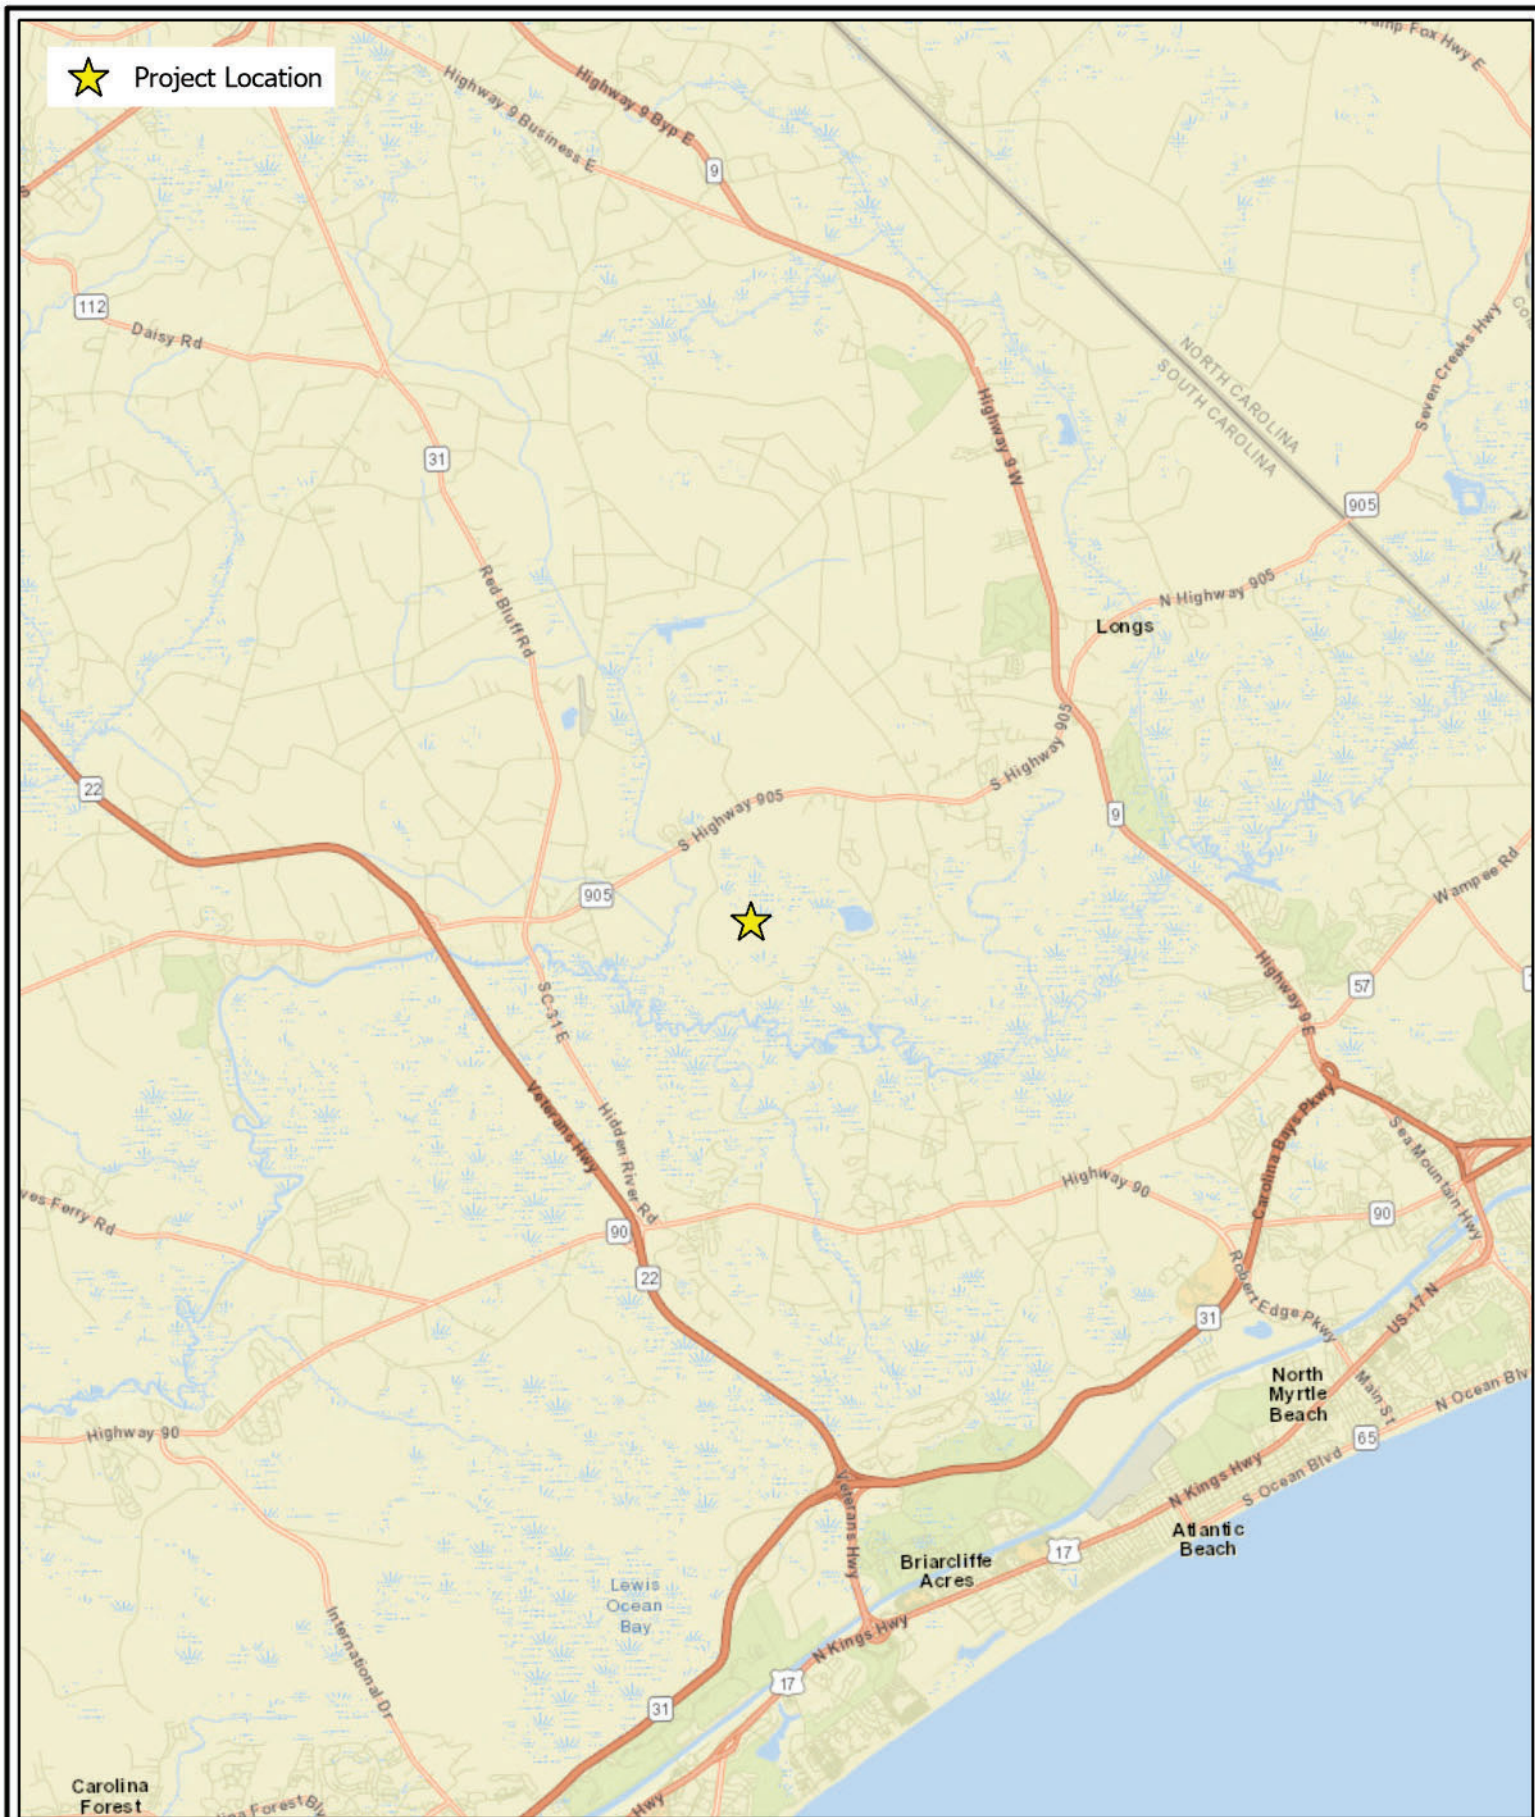 Project Location
Highway 9 Business E
Highway 9 Byp E
9
Fox Hwy E
112
Daisy Rd
31
Highway 9 W
NORTH CAROLINA
SOUTH CAROLINA
Seven Creeks Hwy
905
Red Bluff Rd
N Highway 905
Longs
22
S Highway 905
S Highway 905
9
905
Wampee Rd
57
Highway 9 E
SC-31 E
Veterans Hwy
Hidden River Rd
Carolina Bays Pkwy
Sea Mountain Hwy
Highway 90
90
Ferry Rd
90
22
Robert Edge Pkwy
31
US-17 N
North
Myrtle
Beach
Main St
N Ocean Blv
65
Highway 90
Veterans Hwy
N Kings Hwy
S Ocean Blvd
Atlantic
Beach
17
Briarcliffe
Acres
Lewis
Ocean
Bay
International Dr
N Kings Hwy
17
31
Carolina
Forest
Forest Blv
Hwy